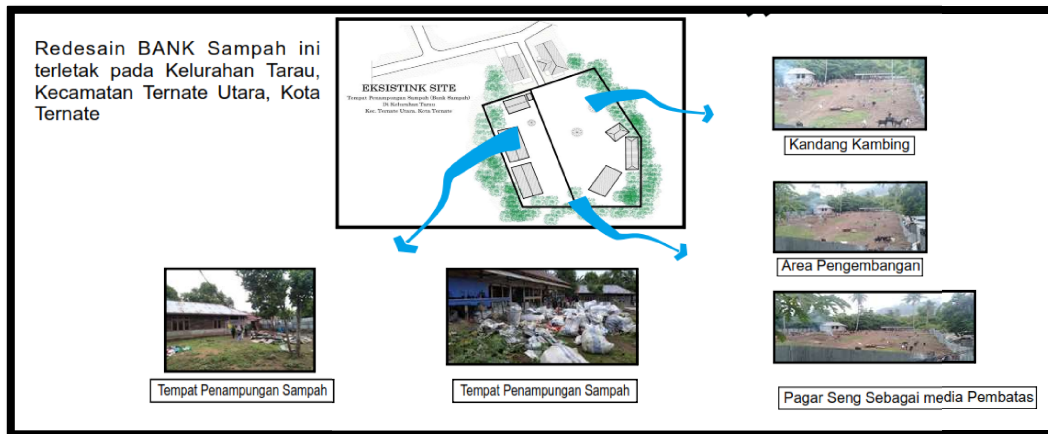 Redesain BANK Sampah ini
terletak pada Kelurahan Tarau,
Kecamatan Ternate Utara, Kota
Ternate
EKSISTINK SITE
Tempat Penampungan Sampah (Bank Sampah)
Di Kelurahan Tarau
Kec. Ternate Utara, Kota Ternate
Kandang Kambing
Area Pengembangan
Tempat Penampungan Sampah
Tempat Penampungan Sampah
Pagar Seng Sebagai media Pembatas